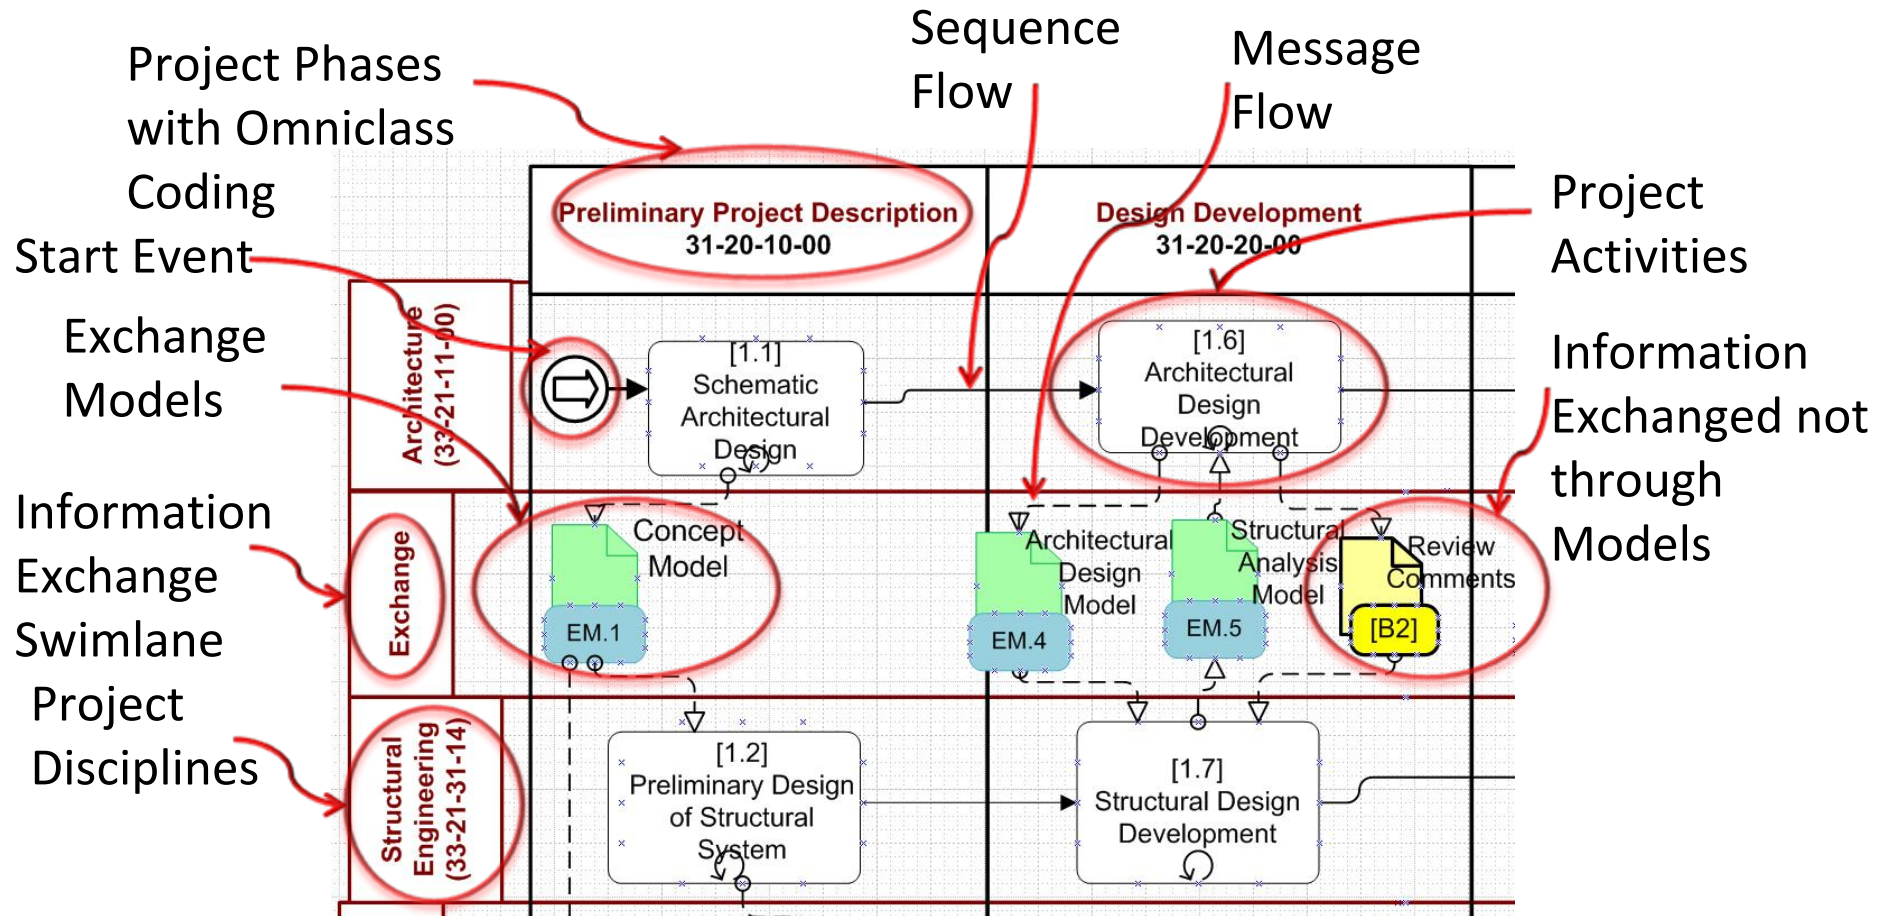 Sequence
Flow
Message
Flow
Project Phases
with Omniclass
Coding
Start Event
Exchange
Models
Information
Exchange
Swimlane
Project
Disciplines
Project
Activities
Information
Exchanged not
through
Models
Preliminary Project Description
31-20-10-00
Design Development
31-20-20-00
Architecture
(33-21-11-00)
[1.1]
Schematic
Architectural
Design
[1.6]
Architectural
Design
Development
Exchange
Concept
Model
EM.1
Architectural
Design
Model
EM.4
Structural
Analysis
Model
EM.5
Review
Comments
[B2]
Structural
Engineering
(33-21-31-14)
[1.2]
Preliminary Design
of Structural
System
[1.7]
Structural Design
Development